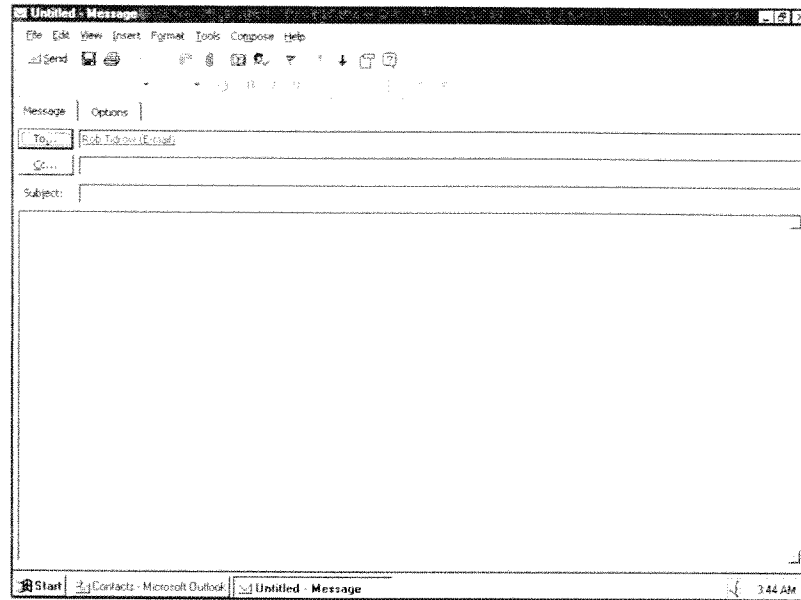 Untitled - Message
File Edit View Insert Format Tools Compose Help
Send
Message Options
To... Rob Tidrow (E-mail)
Cc...
Subject:
Start Contacts - Microsoft Outlook Untitled - Message 3:44 AM